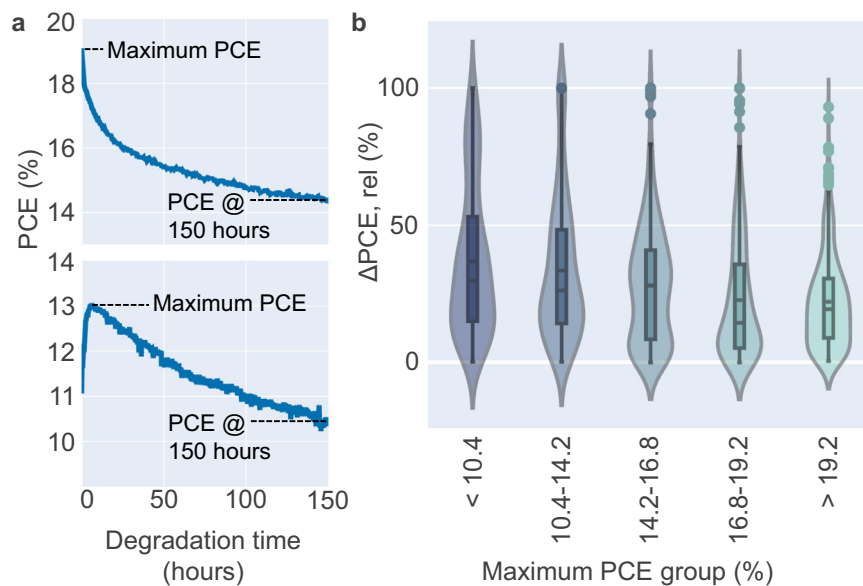 a
20
18
16
14
Maximum PCE
PCE @
150 hours
14
13
12
11
10
Maximum PCE
PCE @
150 hours
PCE (%)
0
50
100
150
Degradation time
(hours)
b
100
50
0
ΔPCE, rel (%)
< 10.4
10.4-14.2
14.2-16.8
16.8-19.2
> 19.2
Maximum PCE group (%)